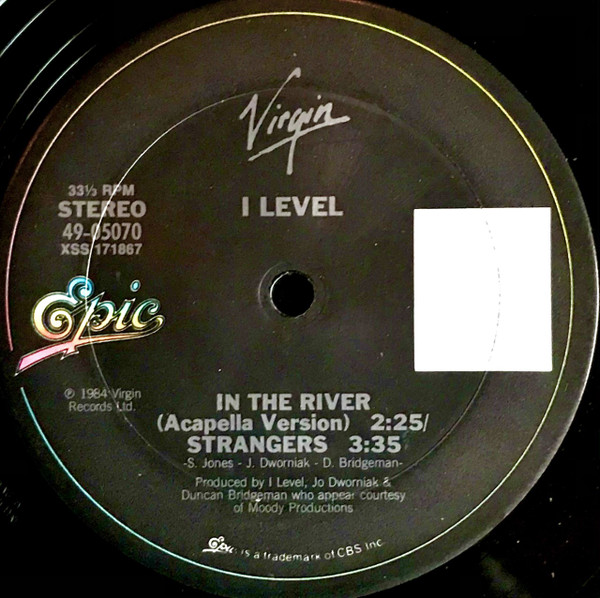 Virgin
I LEVEL
33⅓ RPM
STEREO
49-05070
XSS 171867
Epic
℗ 1984 Virgin
Records Ltd.
IN THE RIVER
(Acapella Version) 2:25/
STRANGERS 3:35
-S. Jones - J. Dworniak - D. Bridgeman-
Produced by I Level, Jo Dworniak &
Duncan Bridgeman who appear courtesy
of Moody Productions
Epic is a trademark of CBS Inc.